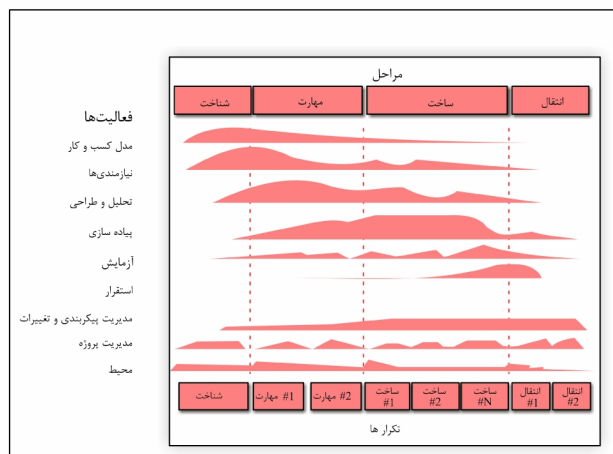 مراحل
شناخت
مهارت
ساخت
انتقال
فعالیت‌ها
مدل کسب و کار
نیازمندی‌ها
تحلیل و طراحی
پیاده سازی
آزمایش
استقرار
مدیریت پیکربندی و تغییرات
مدیریت پروژه
محیط
شناخت
مهارت #1
مهارت #2
ساخت
#1
ساخت
#2
ساخت
#N
انتقال
#1
انتقال
#2
تکرار ها